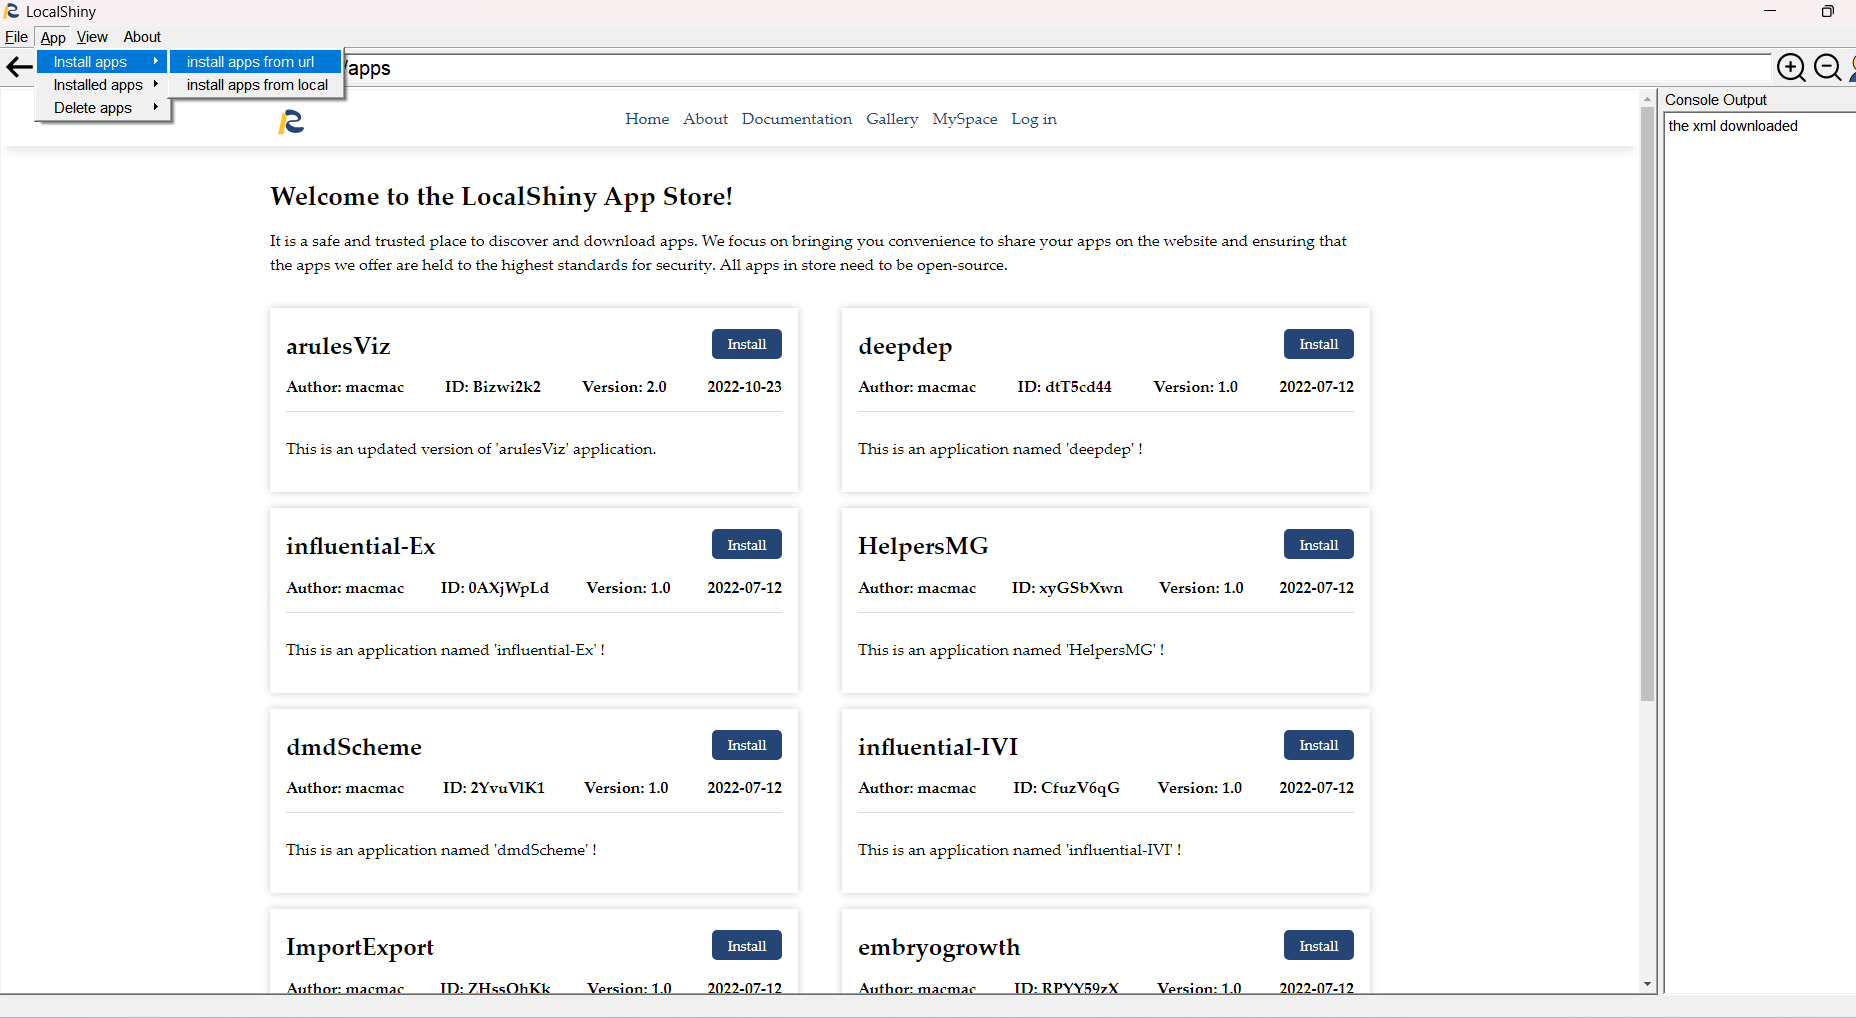 LocalShiny
File App View About
Install apps
Installed apps
Delete apps
install apps from url
install apps from local
/apps
Console Output
the xml downloaded
Home About Documentation Gallery MySpace Log in
Welcome to the LocalShiny App Store!
It is a safe and trusted place to discover and download apps. We focus on bringing you convenience to share your apps on the website and ensuring that
the apps we offer are held to the highest standards for security. All apps in store need to be open-source.
arulesViz Install
Author: macmac ID: Bizwi2k2 Version: 2.0 2022-10-23
This is an updated version of 'arulesViz' application.
deepdep Install
Author: macmac ID: dtT5cd44 Version: 1.0 2022-07-12
This is an application named 'deepdep' !
influential-Ex Install
Author: macmac ID: 0AXjWpLd Version: 1.0 2022-07-12
This is an application named 'influential-Ex' !
HelpersMG Install
Author: macmac ID: xyGSbXwn Version: 1.0 2022-07-12
This is an application named 'HelpersMG' !
dmdScheme Install
Author: macmac ID: 2YvuVlK1 Version: 1.0 2022-07-12
This is an application named 'dmdScheme' !
influential-IVI Install
Author: macmac ID: CfuzV6qG Version: 1.0 2022-07-12
This is an application named 'influential-IVI' !
ImportExport Install
Author: macmac ID: ZHssOhKk Version: 1.0 2022-07-12
embryogrowth Install
Author: macmac ID: RPYY59zX Version: 1.0 2022-07-12